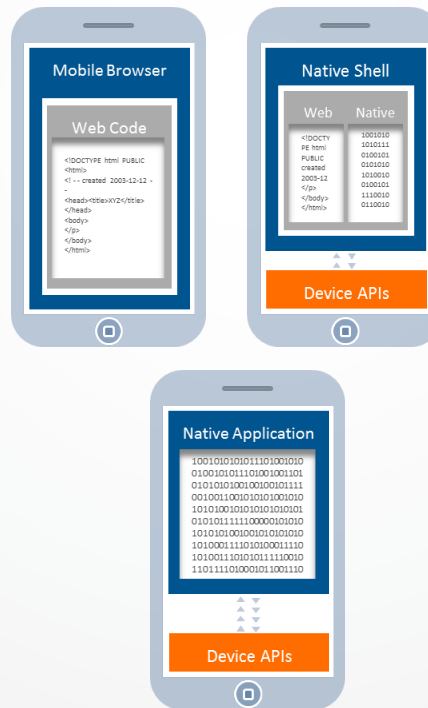 Mobile Browser
Web Code
<!DOCTYPE html PUBLIC
<html>
<! -- created 2003-12-12 -
-
<head><title>XYZ</title>
</head>
<body>
</p>
</body>
</html>
Native Shell
Web
<!DOCTY
PE html
PUBLIC
created
2003-12
</p>
</body>
</html>
Native
1001010
1010111
0100101
0101010
1010010
0100101
1110010
0110010
Device APIs
Native Application
1001010101011101001010
0100101011101001001101
0101010100100100101111
0010011001010101001010
1010100101010101010101
0101011111100000101010
1010101001001010101010
1010001111010100011110
1010011101010111110010
1101111010001011001110
Device APIs